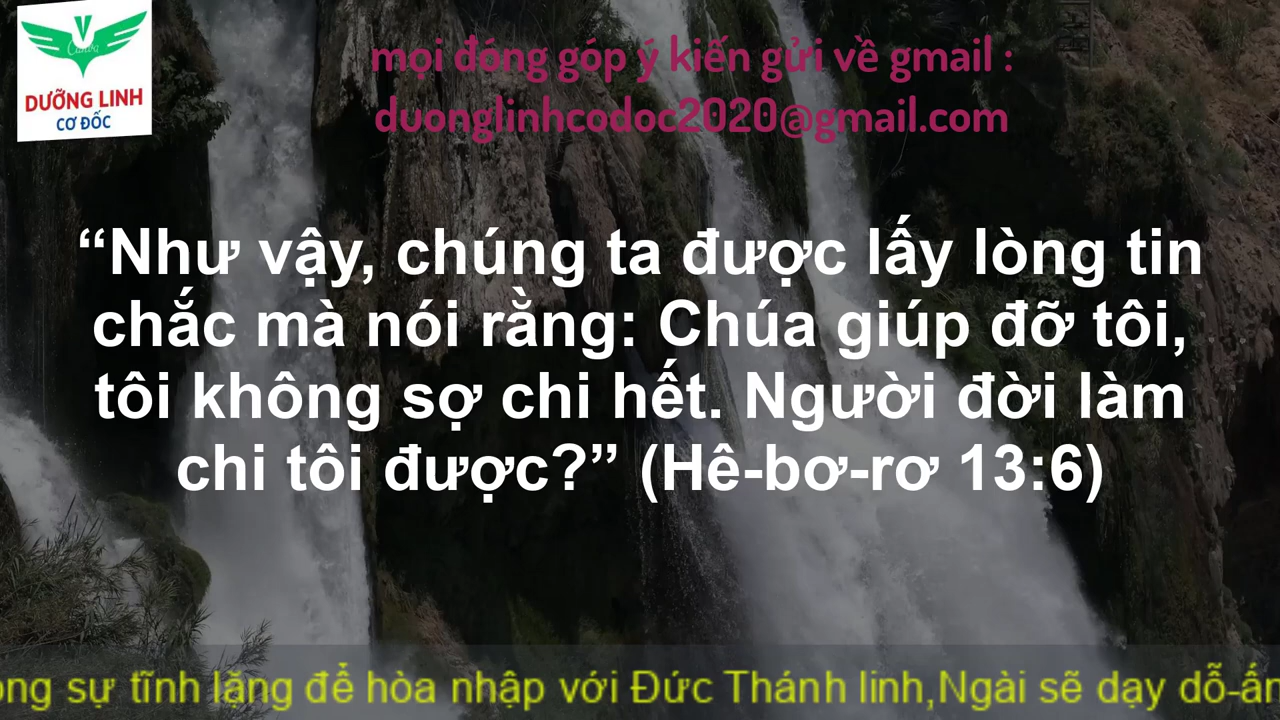 V
Canva
DƯỠNG LINH
CƠ ĐỐC
mọi đóng góp ý kiến gửi về gmail :
duonglinhcodoc2020@gmail.com
“Như vậy, chúng ta được lấy lòng tin
chắc mà nói rằng: Chúa giúp đỡ tôi,
tôi không sợ chi hết. Người đời làm
chi tôi được?” (Hê-bơ-rơ 13:6)
sự tĩnh lặng để hòa nhập với Đức Thánh linh,Ngài sẽ dạy dỗ-